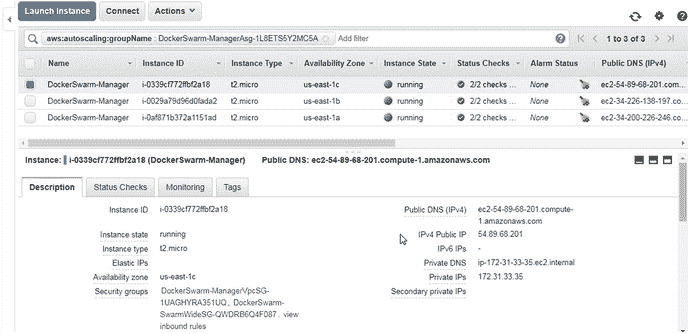 Launch Instance Connect Actions
aws:autoscaling:groupName : DockerSwarm-ManagerAsg-1L8ETS5Y2MC5A Add filter 1 to 3 of 3
Name Instance ID Instance Type Availability Zone Instance State Status Checks Alarm Status Public DNS (IPv4)
DockerSwarm-Manager i-0339cf772ffbf2a18 t2.micro us-east-1c running 2/2 checks ... None ec2-54-89-68-201.co...
DockerSwarm-Manager i-0029a79d96d0fada2 t2.micro us-east-1b running 2/2 checks ... None ec2-34-226-138-197.co...
DockerSwarm-Manager i-0af871b372a1151ad t2.micro us-east-1a running 2/2 checks ... None ec2-34-200-226-246.co...
Instance: i-0339cf772ffbf2a18 (DockerSwarm-Manager) Public DNS: ec2-54-89-68-201.compute-1.amazonaws.com
Description Status Checks Monitoring Tags
Instance ID i-0339cf772ffbf2a18 Public DNS (IPv4) ec2-54-89-68-201.compute-
1.amazonaws.com
Instance state running IPv4 Public IP 54.89.68.201
Instance type t2.micro IPv6 IPs -
Elastic IPs Private DNS ip-172-31-33-35.ec2.internal
Availability zone us-east-1c Private IPs 172.31.33.35
Security groups DockerSwarm-ManagerVpcSG- Secondary private IPs
1UAGHYRA351UQ, DockerSwarm-
SwarmWideSG-QWDRB6Q4F087. view
inbound rules